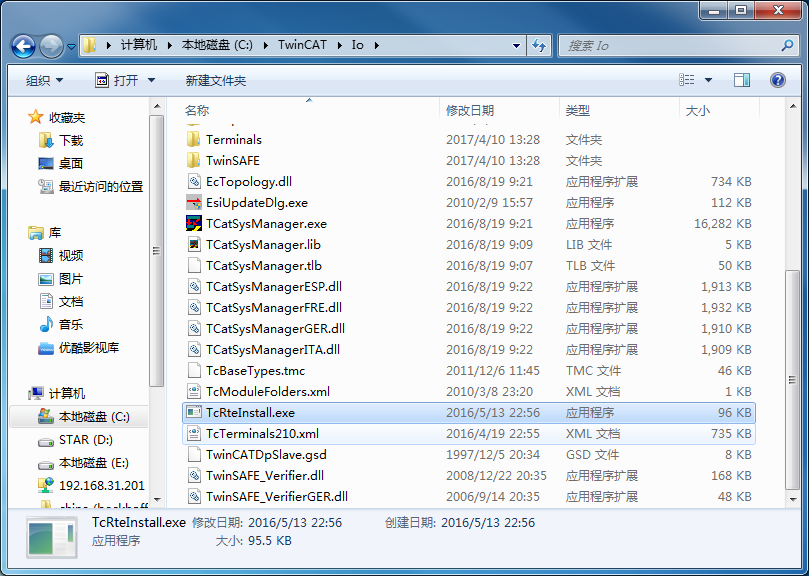 计算机 本地磁盘 (C:) TwinCAT Io
搜索 Io
组织 打开 新建文件夹
收藏夹
下载
桌面
最近访问的位置
库
视频
图片
文档
音乐
优酷影视库
计算机
本地磁盘 (C:)
STAR (D:)
本地磁盘 (E:)
192.168.31.201
名称 修改日期 类型 大小
Terminals 2017/4/10 13:28 文件夹
TwinSAFE 2017/4/10 13:28 文件夹
EcTopology.dll 2016/8/19 9:21 应用程序扩展 734 KB
EsiUpdateDlg.exe 2010/2/9 15:57 应用程序 112 KB
TCatSysManager.exe 2016/8/19 9:21 应用程序 16,282 KB
TCatSysManager.lib 2016/8/19 9:09 LIB 文件 5 KB
TCatSysManager.tlb 2016/8/19 9:07 TLB 文件 50 KB
TCatSysManagerESP.dll 2016/8/19 9:22 应用程序扩展 1,913 KB
TCatSysManagerFRE.dll 2016/8/19 9:22 应用程序扩展 1,932 KB
TCatSysManagerGER.dll 2016/8/19 9:22 应用程序扩展 1,910 KB
TCatSysManagerITA.dll 2016/8/19 9:22 应用程序扩展 1,909 KB
TcBaseTypes.tmc 2011/12/6 11:45 TMC 文件 46 KB
TcModuleFolders.xml 2010/3/8 23:20 XML 文档 1 KB
TcRteInstall.exe 2016/5/13 22:56 应用程序 96 KB
TcTerminals210.xml 2016/4/19 22:55 XML 文档 735 KB
TwinCATDpSlave.gsd 1997/12/5 20:34 GSD 文件 8 KB
TwinSAFE_Verifier.dll 2008/12/22 20:35 应用程序扩展 168 KB
TwinSAFE_VerifierGER.dll 2006/9/14 20:35 应用程序扩展 48 KB
TcRteInstall.exe 修改日期: 2016/5/13 22:56 创建日期: 2016/5/13 22:56
应用程序 大小: 95.5 KB